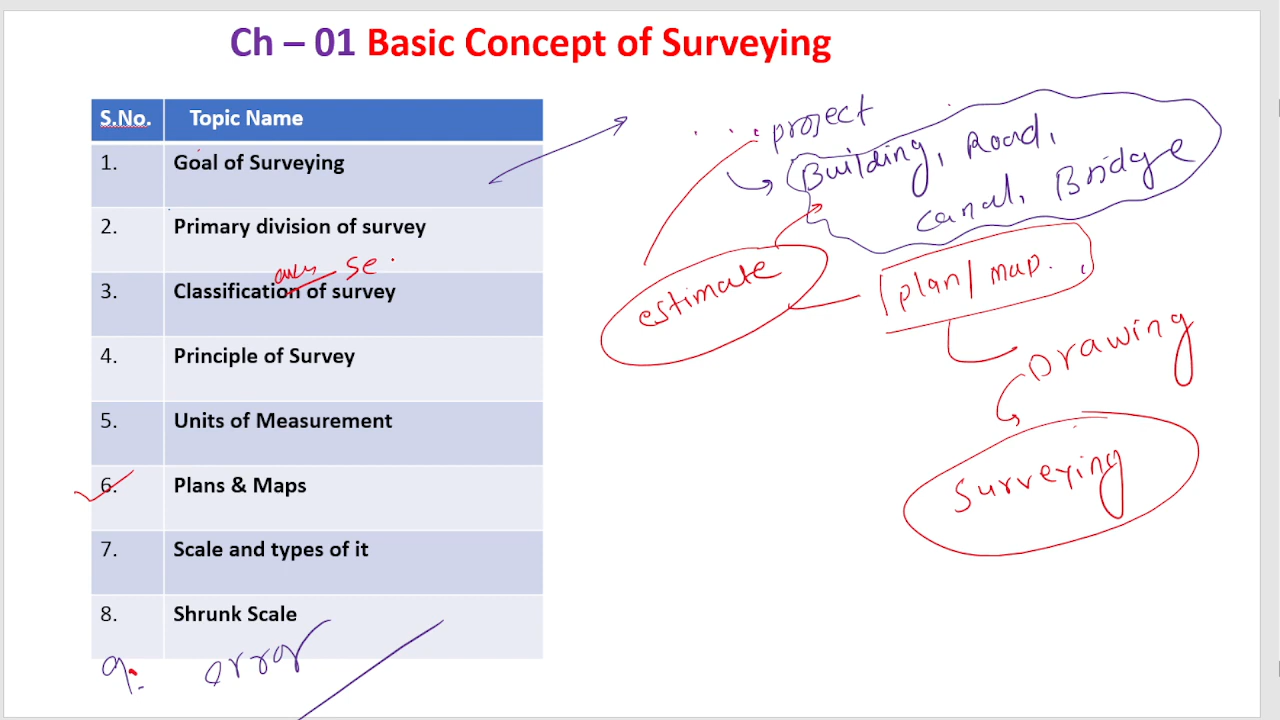 Ch – 01 Basic Concept of Surveying
S.No. Topic Name
1. Goal of Surveying
2. Primary division of survey
se
3. Classification of survey
4. Principle of Survey
5. Units of Measurement
6. Plans & Maps
7. Scale and types of it
8. Shrunk Scale
9. error
project
Building, Road,
canal, Bridge
estimate
plan/map.
Drawing
Surveying